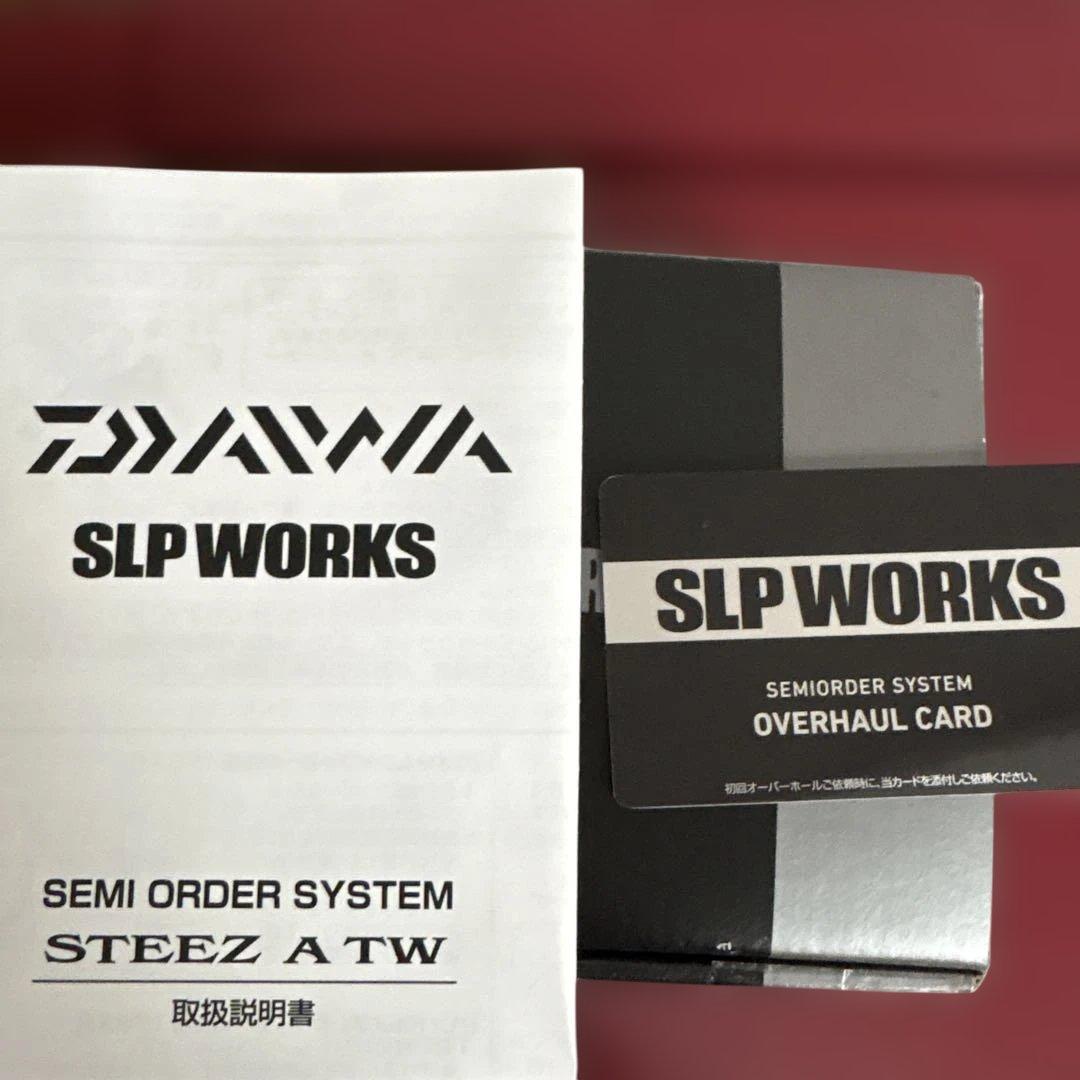 DAIWA
SLP WORKS
SEMI ORDER SYSTEM
STEEZ A TW
取扱説明書
SLP WORKS
SEMIORDER SYSTEM
OVERHAUL CARD
初回オーバーホールご依頼時に、当カードを添付しご依頼ください。